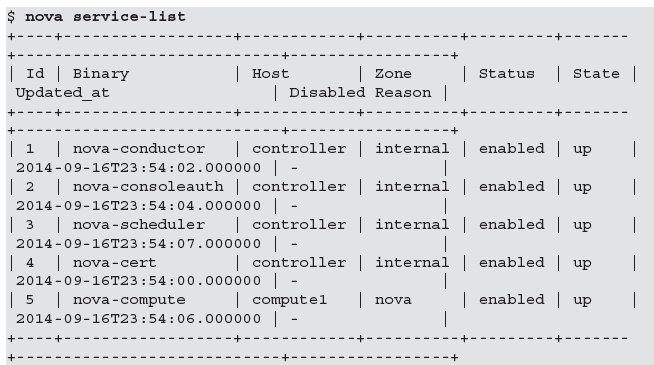 $ nova service-list
+----+------------------+------------+----------+---------+-------
+----------------------------+-----------------+
| Id | Binary           | Host       | Zone     | Status  | State |
 Updated_at                 | Disabled Reason |
+----+------------------+------------+----------+---------+-------
+----------------------------+-----------------+
| 1  | nova-conductor   | controller | internal | enabled | up    |
 2014-09-16T23:54:02.000000 | -               |
| 2  | nova-consoleauth | controller | internal | enabled | up    |
 2014-09-16T23:54:04.000000 | -               |
| 3  | nova-scheduler   | controller | internal | enabled | up    |
 2014-09-16T23:54:07.000000 | -               |
| 4  | nova-cert        | controller | internal | enabled | up    |
 2014-09-16T23:54:00.000000 | -               |
| 5  | nova-compute     | compute1   | nova     | enabled | up    |
 2014-09-16T23:54:06.000000 | -               |
+----+------------------+------------+----------+---------+-------
+----------------------------+-----------------+